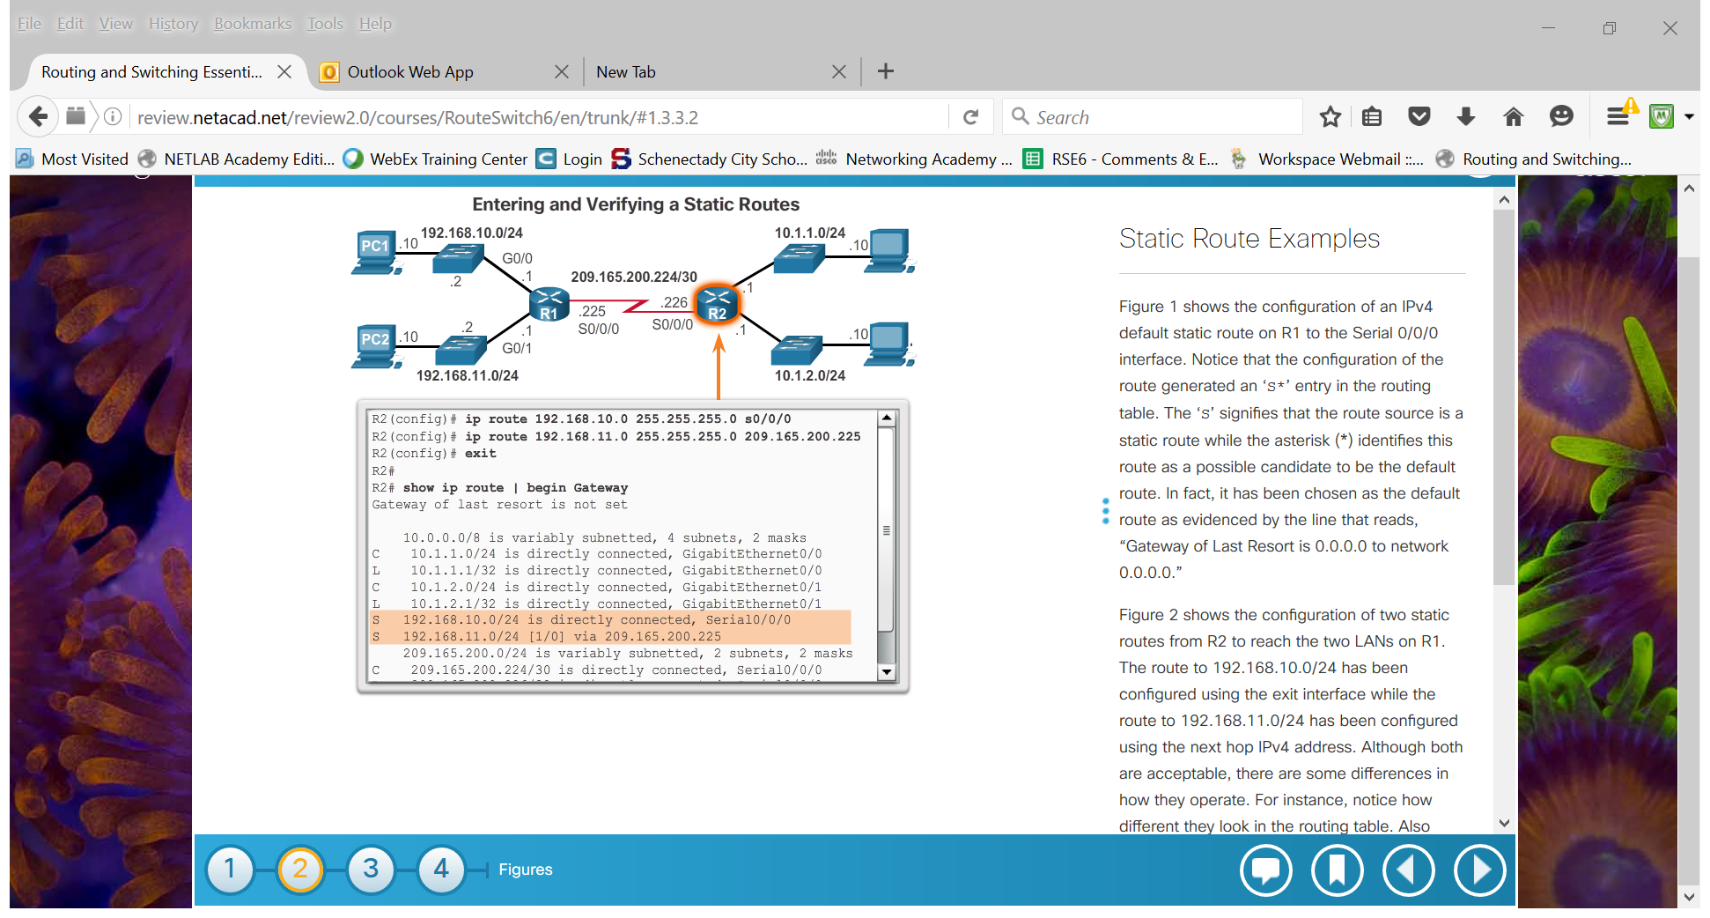 File Edit View History Bookmarks Tools Help
Routing and Switching Essenti... Outlook Web App New Tab
review.netacad.net/review2.0/courses/RouteSwitch6/en/trunk/#1.3.3.2 Search
Most Visited NETLAB Academy Editi... WebEx Training Center Login Schenectady City Scho... Networking Academy ... RSE6 - Comments & E... Workspace Webmail ::... Routing and Switching...
Entering and Verifying a Static Routes
192.168.10.0/24
10.1.1.0/24
PC1 .10
.10
G0/0
.2
.1
209.165.200.224/30
.1
R1
.225
S0/0/0
.226
S0/0/0
R2
PC2 .10
.2
.1
G0/1
.1
.10
192.168.11.0/24
10.1.2.0/24
R2(config)# ip route 192.168.10.0 255.255.255.0 s0/0/0
R2(config)# ip route 192.168.11.0 255.255.255.0 209.165.200.225
R2(config)# exit
R2#
R2# show ip route | begin Gateway
Gateway of last resort is not set
10.0.0.0/8 is variably subnetted, 4 subnets, 2 masks
C 10.1.1.0/24 is directly connected, GigabitEthernet0/0
L 10.1.1.1/32 is directly connected, GigabitEthernet0/0
C 10.1.2.0/24 is directly connected, GigabitEthernet0/1
L 10.1.2.1/32 is directly connected, GigabitEthernet0/1
S 192.168.10.0/24 is directly connected, Serial0/0/0
S 192.168.11.0/24 [1/0] via 209.165.200.225
209.165.200.0/24 is variably subnetted, 2 subnets, 2 masks
C 209.165.200.224/30 is directly connected, Serial0/0/0
Static Route Examples
Figure 1 shows the configuration of an IPv4
default static route on R1 to the Serial 0/0/0
interface. Notice that the configuration of the
route generated an ‘S*’ entry in the routing
table. The ‘S’ signifies that the route source is a
static route while the asterisk (*) identifies this
route as a possible candidate to be the default
route. In fact, it has been chosen as the default
route as evidenced by the line that reads,
“Gateway of Last Resort is 0.0.0.0 to network
0.0.0.0.”
Figure 2 shows the configuration of two static
routes from R2 to reach the two LANs on R1.
The route to 192.168.10.0/24 has been
configured using the exit interface while the
route to 192.168.11.0/24 has been configured
using the next hop IPv4 address. Although both
are acceptable, there are some differences in
how they operate. For instance, notice how
different they look in the routing table. Also
1 2 3 4 Figures